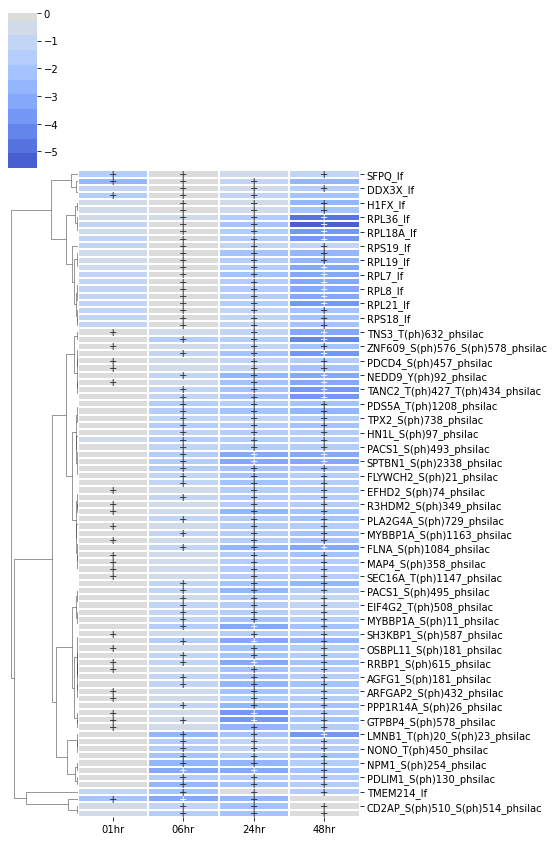 0
−1
−2
−3
−4
−5
SFPQ_lf
DDX3X_lf
H1FX_lf
RPL36_lf
RPL18A_lf
RPS19_lf
RPL19_lf
RPL7_lf
RPL8_lf
RPL21_lf
RPS18_lf
TNS3_T(ph)632_phsilac
ZNF609_S(ph)576_S(ph)578_phsilac
PDCD4_S(ph)457_phsilac
NEDD9_Y(ph)92_phsilac
TANC2_T(ph)427_T(ph)434_phsilac
PDS5A_T(ph)1208_phsilac
TPX2_S(ph)738_phsilac
HN1L_S(ph)97_phsilac
PACS1_S(ph)493_phsilac
SPTBN1_S(ph)2338_phsilac
FLYWCH2_S(ph)21_phsilac
EFHD2_S(ph)74_phsilac
R3HDM2_S(ph)349_phsilac
PLA2G4A_S(ph)729_phsilac
MYBBP1A_S(ph)1163_phsilac
FLNA_S(ph)1084_phsilac
MAP4_S(ph)358_phsilac
SEC16A_T(ph)1147_phsilac
PACS1_S(ph)495_phsilac
EIF4G2_T(ph)508_phsilac
MYBBP1A_S(ph)11_phsilac
SH3KBP1_S(ph)587_phsilac
OSBPL11_S(ph)181_phsilac
RRBP1_S(ph)615_phsilac
AGFG1_S(ph)181_phsilac
ARFGAP2_S(ph)432_phsilac
PPP1R14A_S(ph)26_phsilac
GTPBP4_S(ph)578_phsilac
LMNB1_T(ph)20_S(ph)23_phsilac
NONO_T(ph)450_phsilac
NPM1_S(ph)254_phsilac
PDLIM1_S(ph)130_phsilac
TMEM214_lf
CD2AP_S(ph)510_S(ph)514_phsilac
01hr 06hr 24hr 48hr